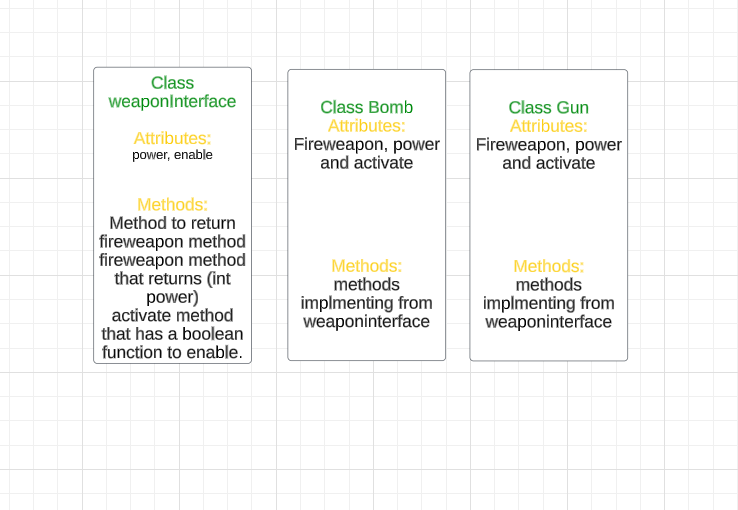 Class
weaponInterface
Attributes:
power, enable
Methods:
Method to return
fireweapon method
fireweapon method
that returns (int
power)
activate method
that has a boolean
function to enable.
Class Bomb
Attributes:
Fireweapon, power
and activate
Methods:
methods
implmenting from
weaponinterface
Class Gun
Attributes:
Fireweapon, power
and activate
Methods:
methods
implmenting from
weaponinterface